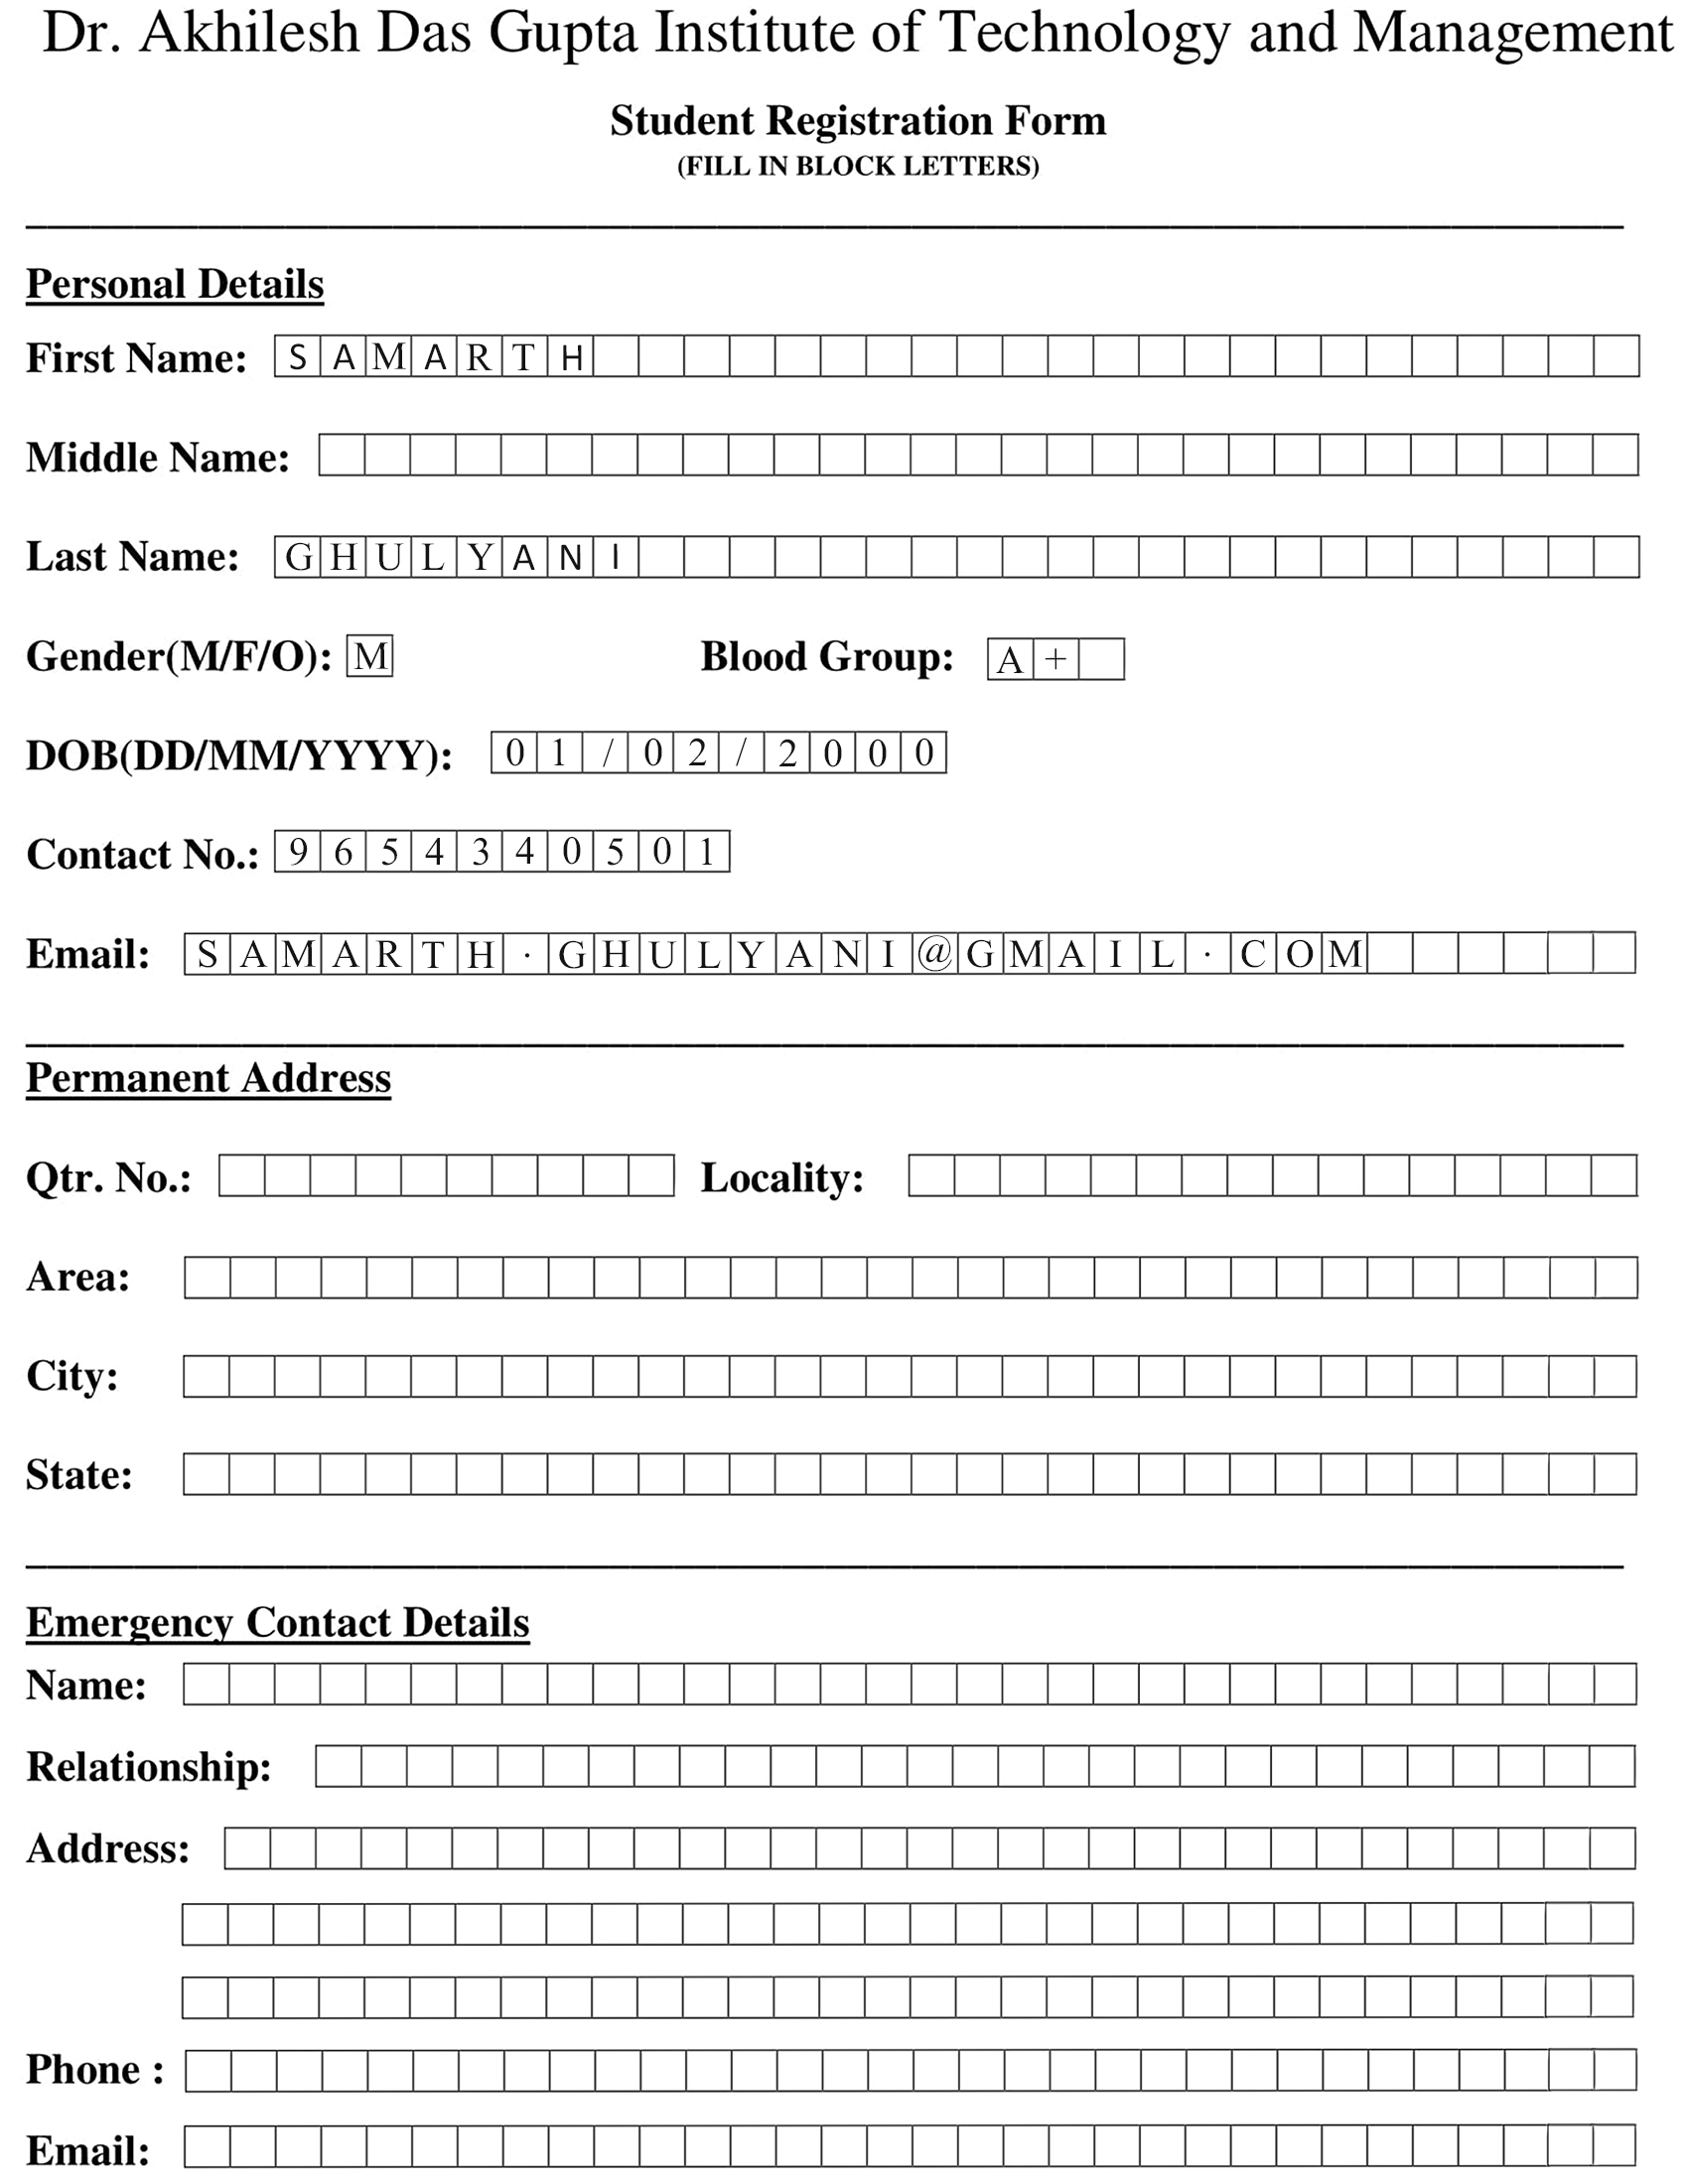 Dr. Akhilesh Das Gupta Institute of Technology and Management
Student Registration Form
(FILL IN BLOCK LETTERS)
Personal Details
First Name: SAMARTH
Middle Name:
Last Name: GHULYANI
Gender(M/F/O): M Blood Group: A+
DOB(DD/MM/YYYY): 01/02/2000
Contact No.: 9654340501
Email: SAMARTH.GHULYANI@GMAIL.COM
Permanent Address
Qtr. No.: Locality:
Area:
City:
State:
Emergency Contact Details
Name:
Relationship:
Address:
Phone :
Email: